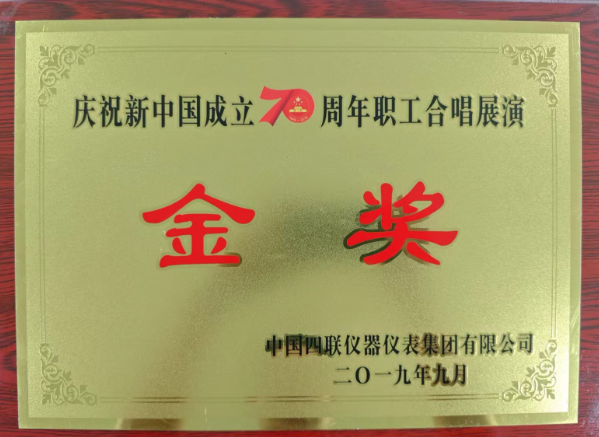 庆祝新中国成立70周年职工合唱展演
金奖
中国四联仪器仪表集团有限公司
二〇一九年九月